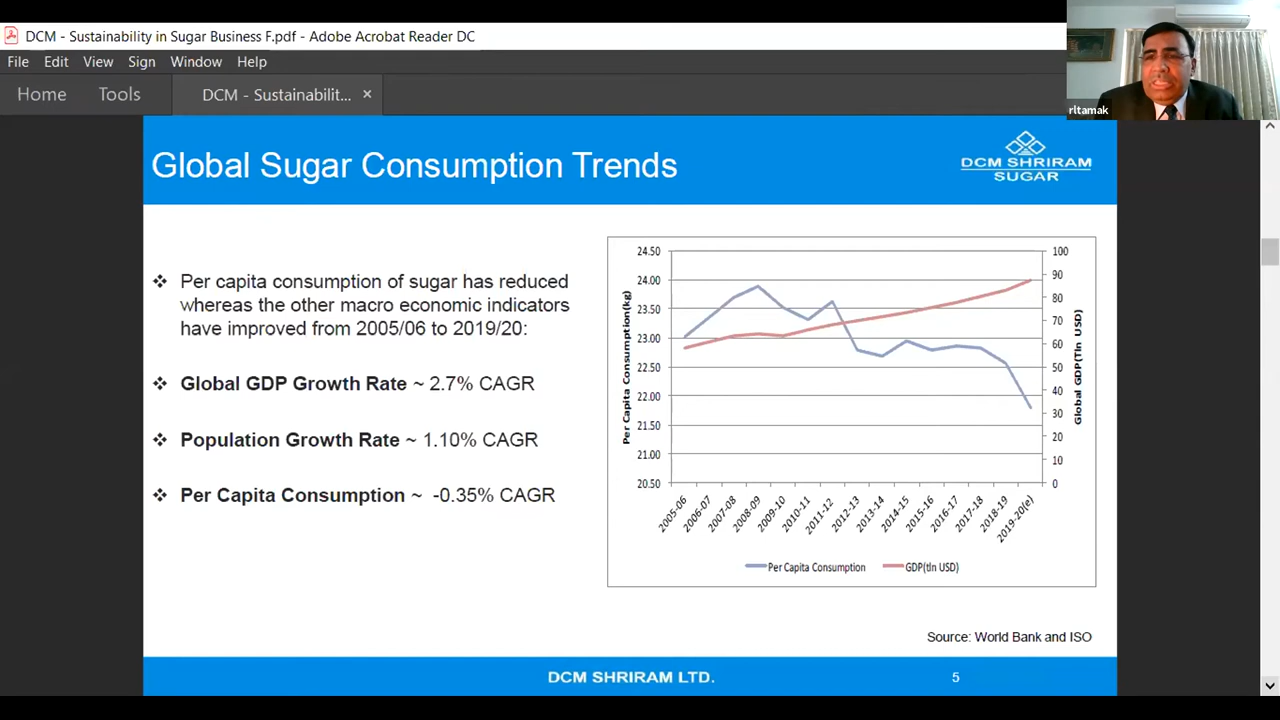 DCM - Sustainability in Sugar Business F.pdf - Adobe Acrobat Reader DC
File Edit View Sign Window Help
Home Tools DCM - Sustainabilit... ×
rltamak
Global Sugar Consumption Trends
DCM SHRIRAM
SUGAR
Per capita consumption of sugar has reduced
whereas the other macro economic indicators
have improved from 2005/06 to 2019/20:
Global GDP Growth Rate ~ 2.7% CAGR
Population Growth Rate ~ 1.10% CAGR
Per Capita Consumption ~ -0.35% CAGR
Per Capita Consumption(kg)
24.50
24.00
23.50
23.00
22.50
22.00
21.50
21.00
20.50
100
90
80
70
60
50
40
30
20
10
0
Global GDP(Tln USD)
2005-06 2006-07 2007-08 2008-09 2009-10 2010-11 2011-12 2012-13 2013-14 2014-15 2015-16 2016-17 2017-18 2018-19 2019-20(e)
Per Capita Consumption GDP(tln USD)
Source: World Bank and ISO
DCM SHRIRAM LTD. 5